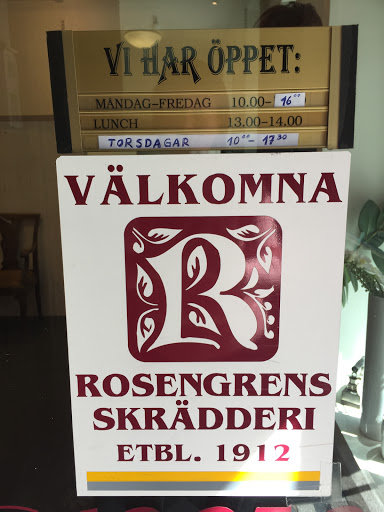 VI HAR ÖPPET:
MÅNDAG-FREDAG 10.00- 16⁰⁰
LUNCH 13.00-14.00
TORSDAGAR 10⁰⁰-17³⁰
VÄLKOMNA
R
ROSENGRENS
SKRÄDDERI
ETBL. 1912